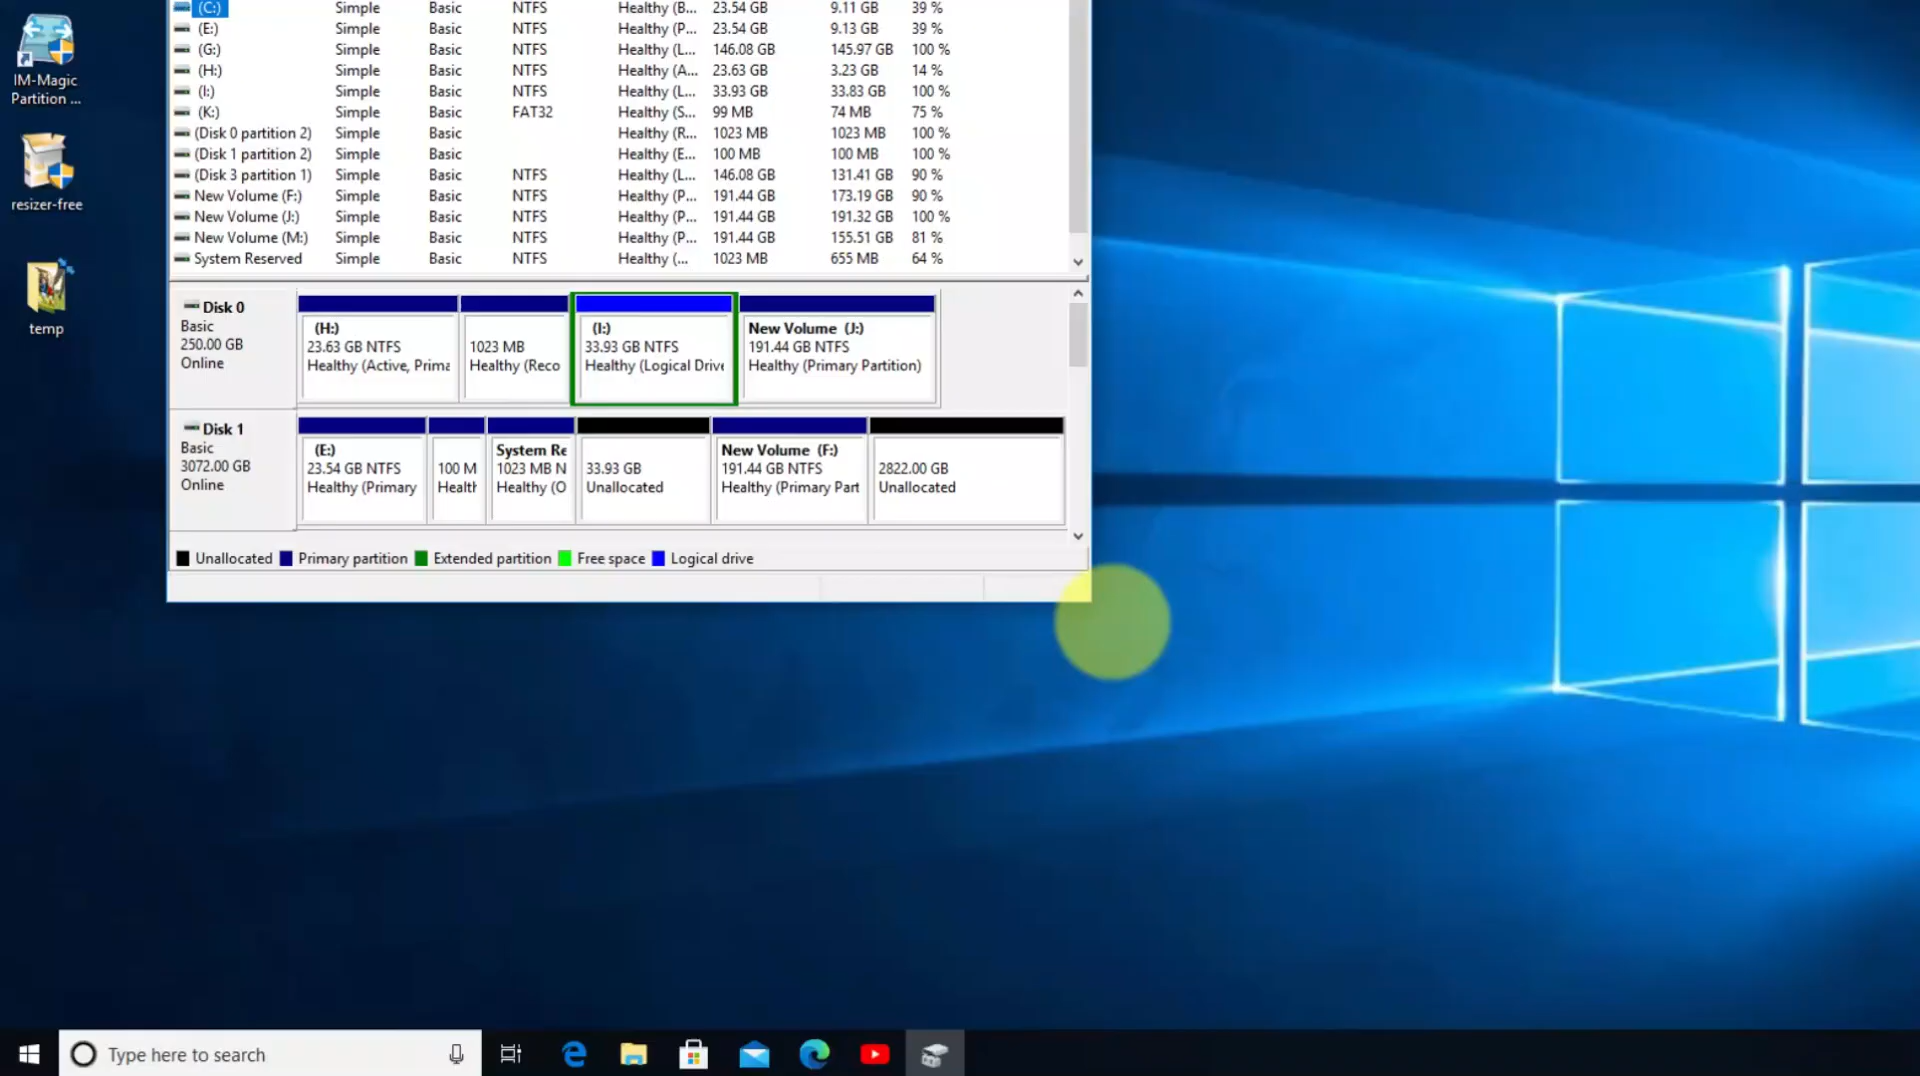 (C:) Simple Basic NTFS Healthy (B... 23.54 GB 9.11 GB 39 %
(E:) Simple Basic NTFS Healthy (P... 23.54 GB 9.13 GB 39 %
(G:) Simple Basic NTFS Healthy (L... 146.08 GB 145.97 GB 100 %
(H:) Simple Basic NTFS Healthy (A... 23.63 GB 3.23 GB 14 %
(I:) Simple Basic NTFS Healthy (L... 33.93 GB 33.83 GB 100 %
(K:) Simple Basic FAT32 Healthy (S... 99 MB 74 MB 75 %
(Disk 0 partition 2) Simple Basic Healthy (R... 1023 MB 1023 MB 100 %
(Disk 1 partition 2) Simple Basic Healthy (E... 100 MB 100 MB 100 %
(Disk 3 partition 1) Simple Basic NTFS Healthy (L... 146.08 GB 131.41 GB 90 %
New Volume (F:) Simple Basic NTFS Healthy (P... 191.44 GB 173.19 GB 90 %
New Volume (J:) Simple Basic NTFS Healthy (P... 191.44 GB 191.32 GB 100 %
New Volume (M:) Simple Basic NTFS Healthy (P... 191.44 GB 155.51 GB 81 %
System Reserved Simple Basic NTFS Healthy (... 1023 MB 655 MB 64 %
IM-Magic
Partition ...
resizer-free
temp
Disk 0
Basic
250.00 GB
Online
(H:)
23.63 GB NTFS
Healthy (Active, Prima
1023 MB
Healthy (Reco
(I:)
33.93 GB NTFS
Healthy (Logical Drive
New Volume (J:)
191.44 GB NTFS
Healthy (Primary Partition)
Disk 1
Basic
3072.00 GB
Online
(E:)
23.54 GB NTFS
Healthy (Primary
100 M
Health
System Re
1023 MB N
Healthy (O
33.93 GB
Unallocated
New Volume (F:)
191.44 GB NTFS
Healthy (Primary Part
2822.00 GB
Unallocated
Unallocated Primary partition Extended partition Free space Logical drive
Type here to search